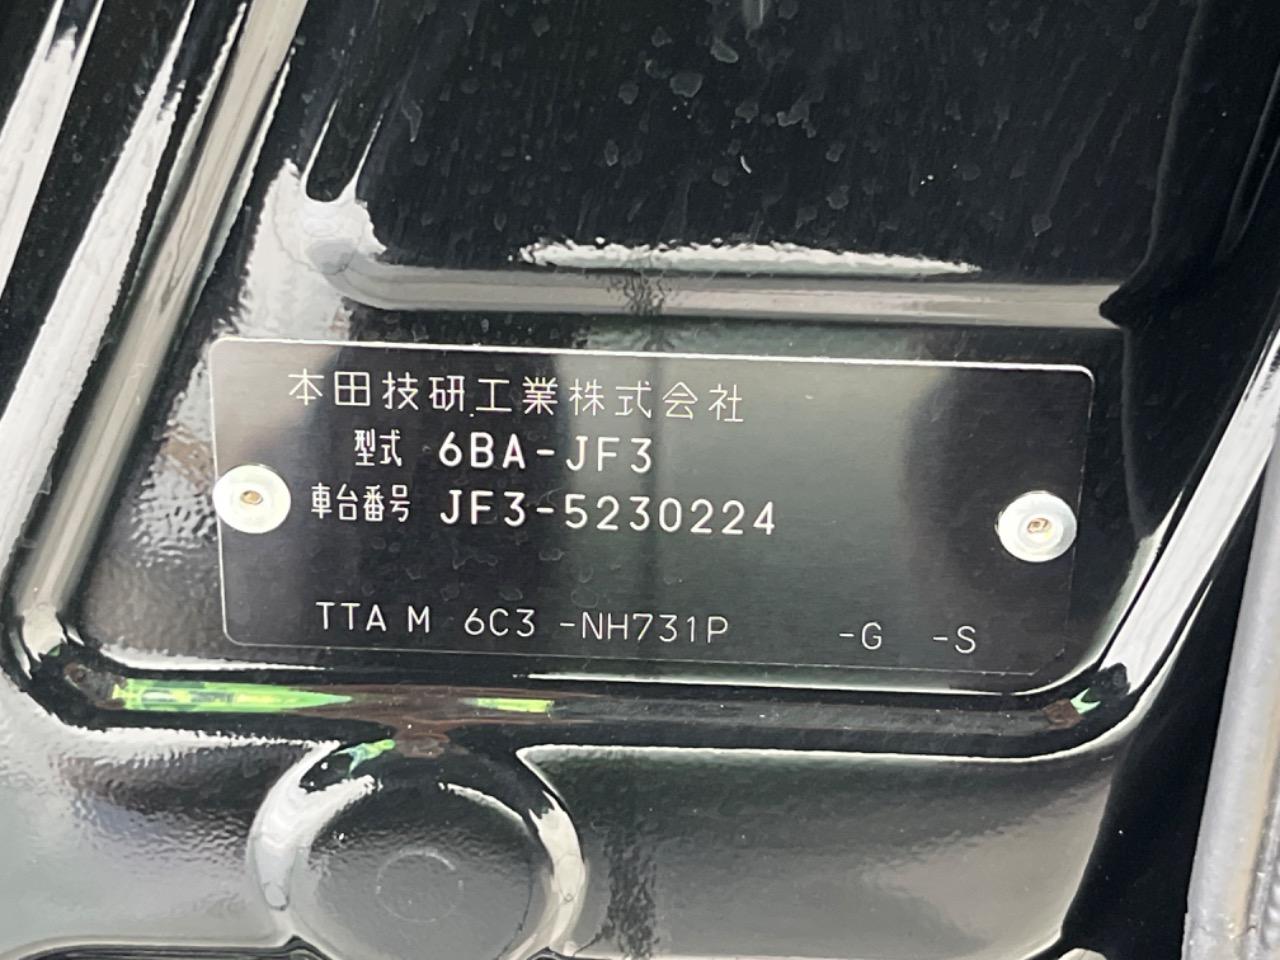 本田技研工業株式会社
型式 6BA-JF3
車台番号 JF3-5230224
TTA M 6C3 -NH731P -G -S